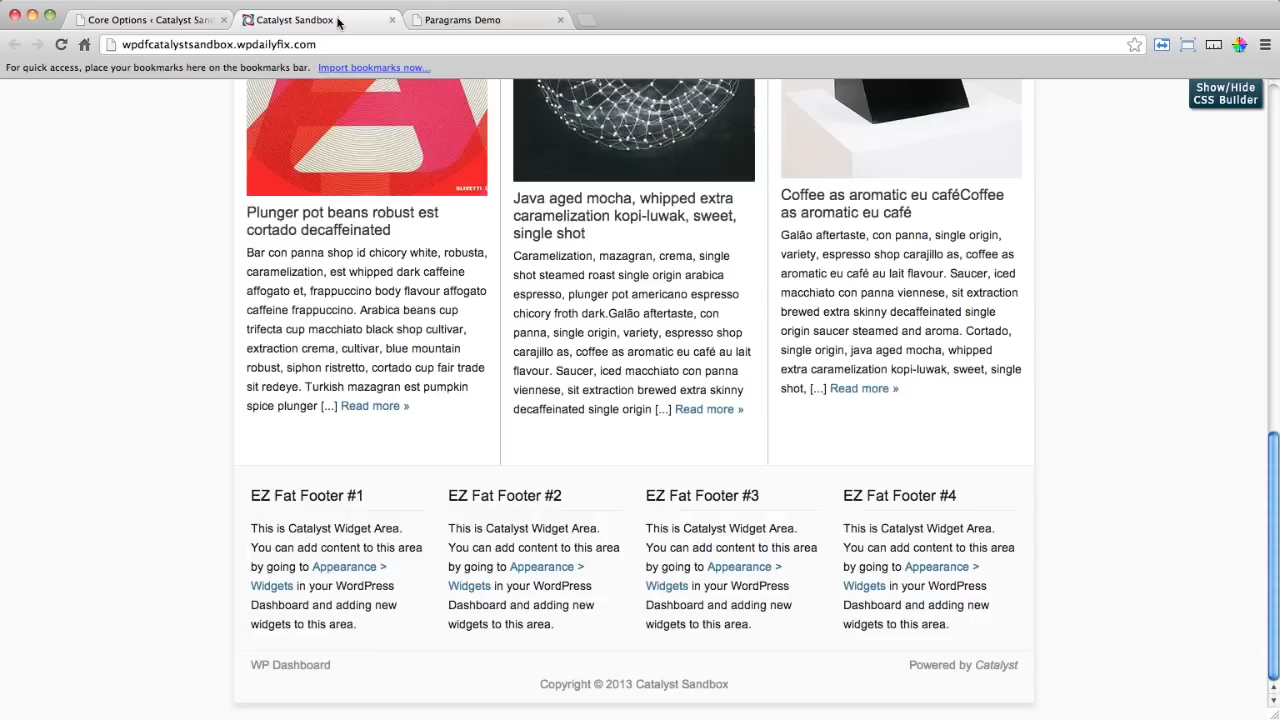 Core Options ‹ Catalyst San
Catalyst Sandbox
Paragrams Demo
wpdfcatalystsandbox.wpdailyfix.com
For quick access, place your bookmarks here on the bookmarks bar. Import bookmarks now...
Show/Hide
CSS Builder
OLIVETTI
Plunger pot beans robust est
cortado decaffeinated
Bar con panna shop id chicory white, robusta,
caramelization, est whipped dark caffeine
affogato et, frappuccino body flavour affogato
caffeine frappuccino. Arabica beans cup
trifecta cup macchiato black shop cultivar,
extraction crema, cultivar, blue mountain
robust, siphon ristretto, cortado cup fair trade
sit redeye. Turkish mazagran est pumpkin
spice plunger [...] Read more »
Java aged mocha, whipped extra
caramelization kopi-luwak, sweet,
single shot
Caramelization, mazagran, crema, single
shot steamed roast single origin arabica
espresso, plunger pot americano espresso
chicory froth dark.Galão aftertaste, con
panna, single origin, variety, espresso shop
carajillo as, coffee as aromatic eu café au lait
flavour. Saucer, iced macchiato con panna
viennese, sit extraction brewed extra skinny
decaffeinated single origin [...] Read more »
Coffee as aromatic eu caféCoffee
as aromatic eu café
Galão aftertaste, con panna, single origin,
variety, espresso shop carajillo as, coffee as
aromatic eu café au lait flavour. Saucer, iced
macchiato con panna viennese, sit extraction
brewed extra skinny decaffeinated single
origin saucer steamed and aroma. Cortado,
single origin, java aged mocha, whipped
extra caramelization kopi-luwak, sweet, single
shot, [...] Read more »
EZ Fat Footer #1
This is Catalyst Widget Area.
You can add content to this area
by going to Appearance >
Widgets in your WordPress
Dashboard and adding new
widgets to this area.
EZ Fat Footer #2
This is Catalyst Widget Area.
You can add content to this area
by going to Appearance >
Widgets in your WordPress
Dashboard and adding new
widgets to this area.
EZ Fat Footer #3
This is Catalyst Widget Area.
You can add content to this area
by going to Appearance >
Widgets in your WordPress
Dashboard and adding new
widgets to this area.
EZ Fat Footer #4
This is Catalyst Widget Area.
You can add content to this area
by going to Appearance >
Widgets in your WordPress
Dashboard and adding new
widgets to this area.
WP Dashboard
Powered by Catalyst
Copyright © 2013 Catalyst Sandbox